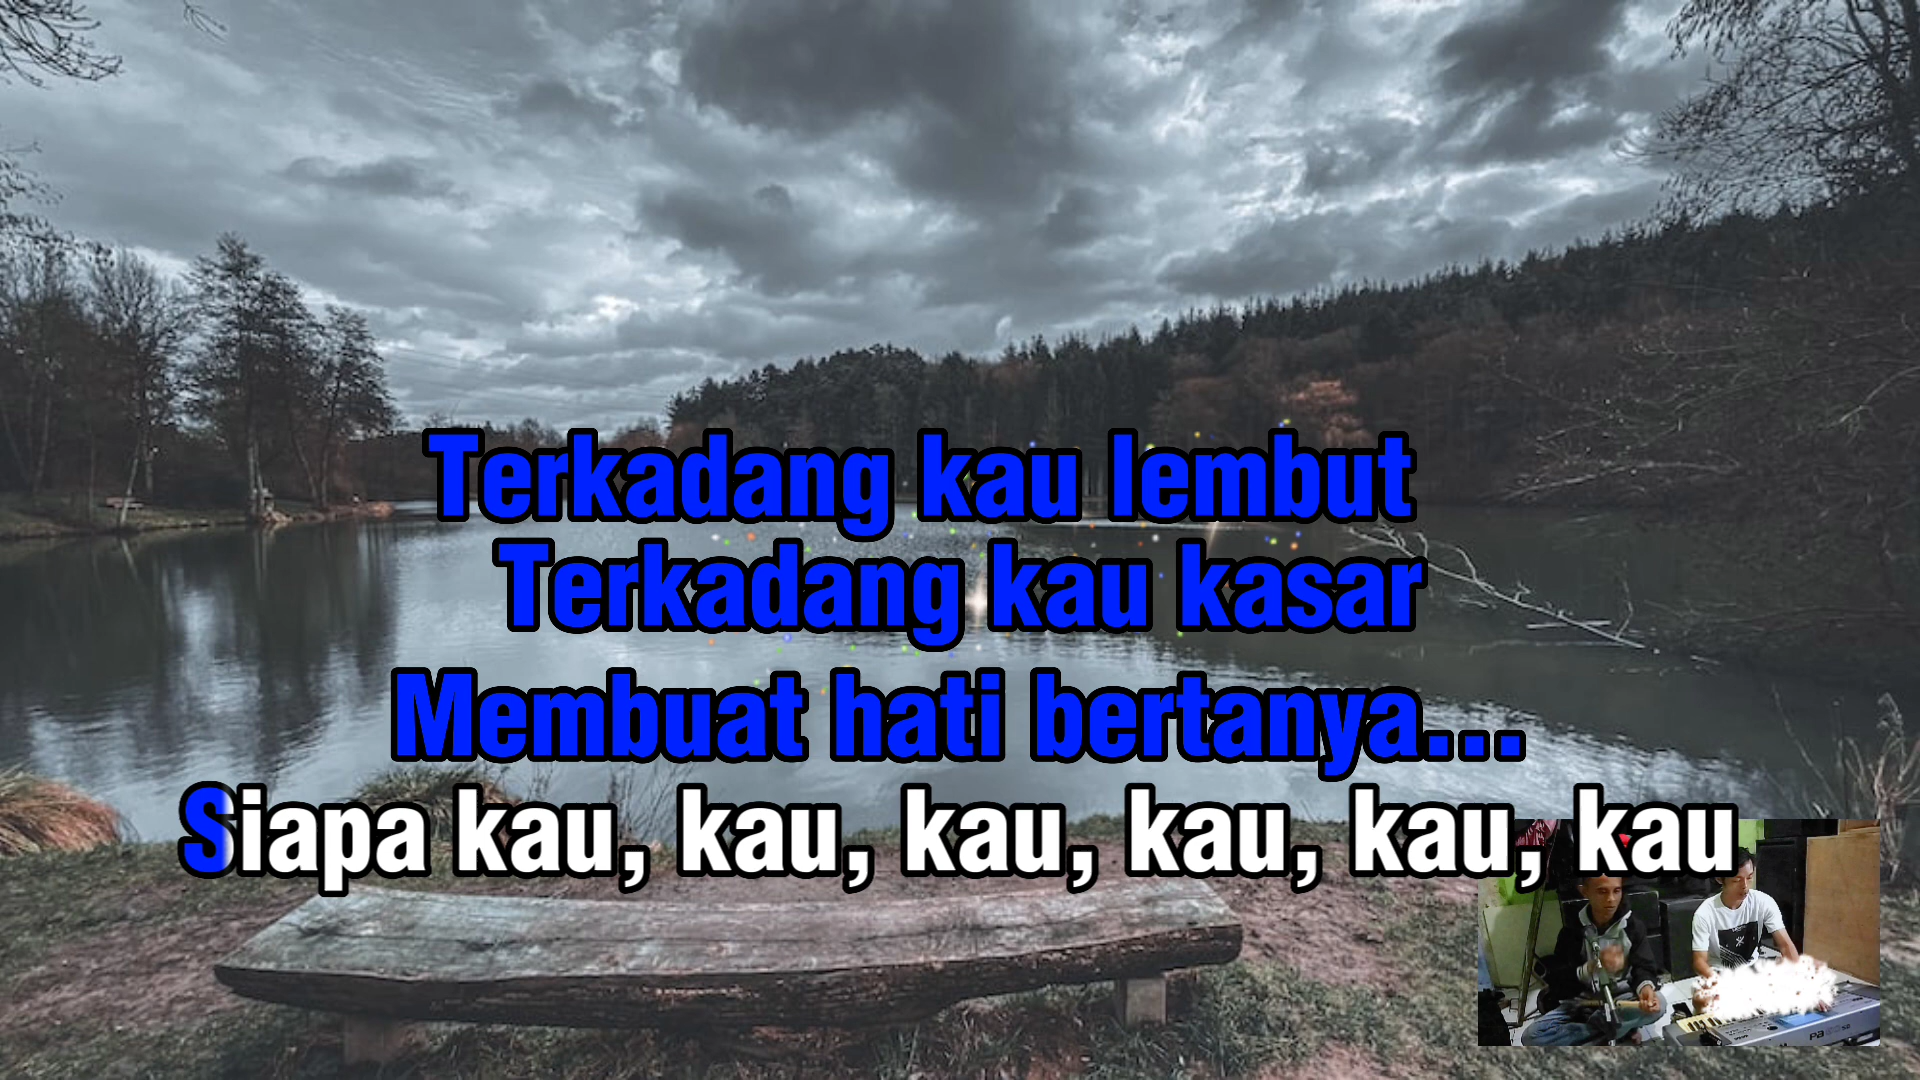 Terkadang kau lembut
Terkadang kau kasar
Membuat hati bertanya...
Siapa kau, kau, kau, kau, kau, kau